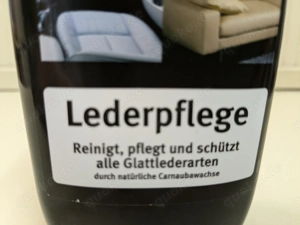 Lederpflege
Reinigt, pflegt und schützt
alle Glattlederarten
durch natürliche Carnaubawachse